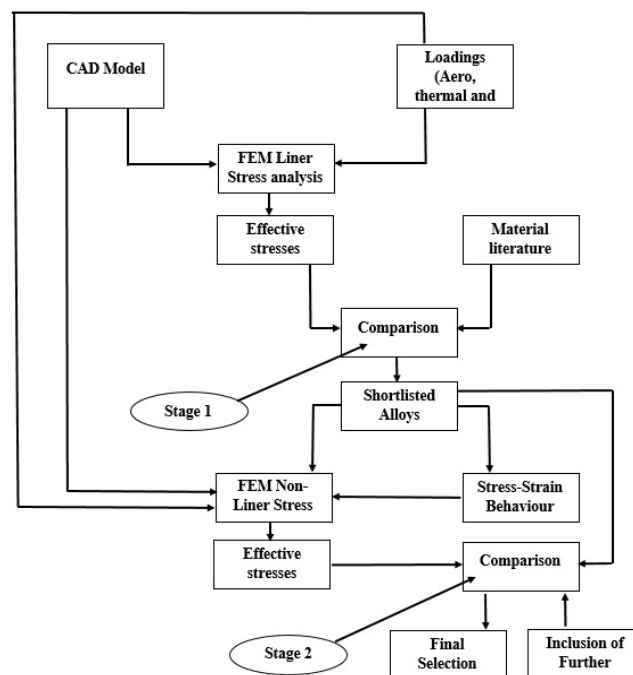 CAD Model
Loadings
(Aero,
thermal and
FEM Liner
Stress analysis
Effective
stresses
Material
literature
Comparison
Stage 1
Shortlisted
Alloys
FEM Non-
Liner Stress
Stress-Strain
Behaviour
Effective
stresses
Comparison
Stage 2
Final
Selection
Inclusion of
Further